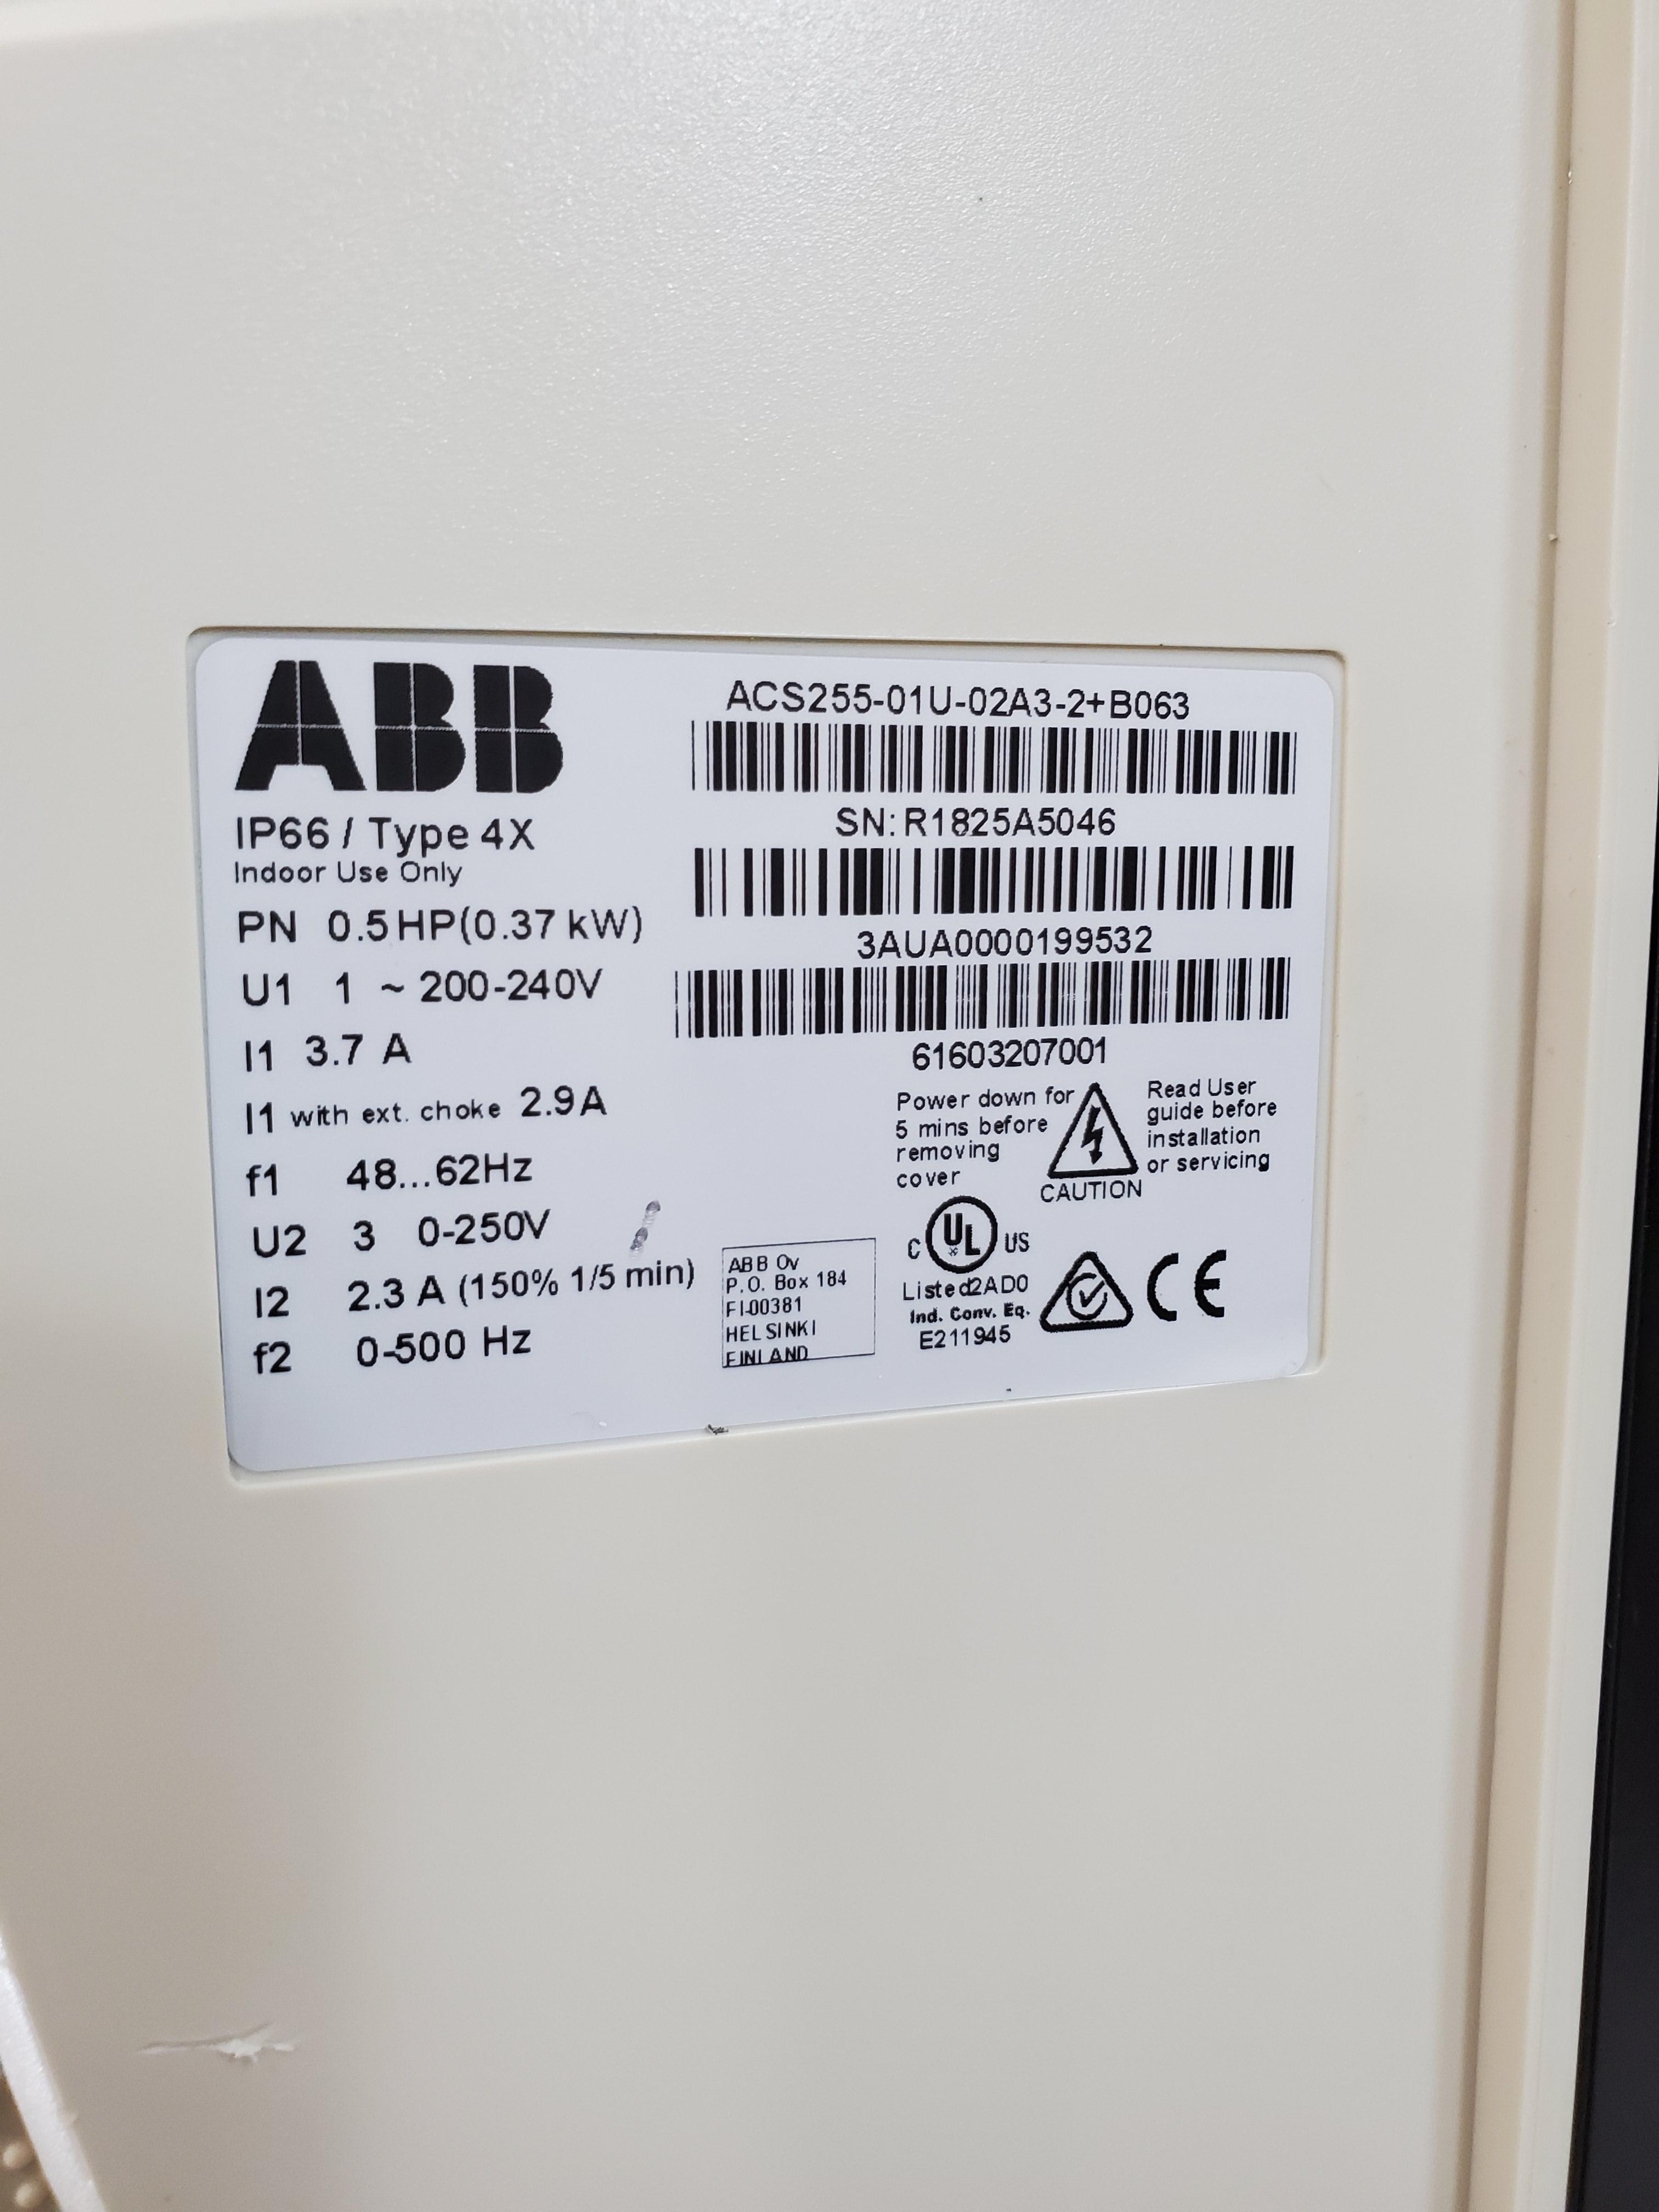 ABB
IP66 / Type 4X
Indoor Use Only
PN 0.5 HP(0.37 kW)
U1 1 ~ 200-240V
I1 3.7 A
I1 with ext. choke 2.9A
f1 48...62Hz
U2 3 0-250V
I2 2.3 A (150% 1/5 min)
f2 0-500 Hz
ACS255-01U-02A3-2+B063
SN: R1825A5046
3AUA0000199532
61603207001
Power down for
5 mins before
removing
cover
CAUTION
Read User
guide before
installation
or servicing
ABB Oy
P.O. Box 184
FI-00381
HELSINKI
FINLAND
C UL US
Listed2AD0
Ind. Conv. Eq.
E211945
CE